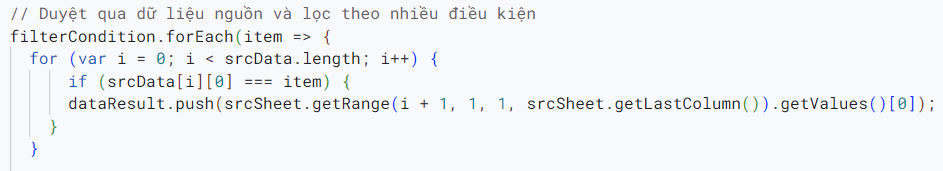 // Duyệt qua dữ liệu nguồn và lọc theo nhiều điều kiện
filterCondition.forEach(item => {
  for (var i = 0; i < srcData.length; i++) {
      if (srcData[i][0] === item) {
      dataResult.push(srcSheet.getRange(i + 1, 1, 1, srcSheet.getLastColumn()).getValues()[0]);
    }
  }